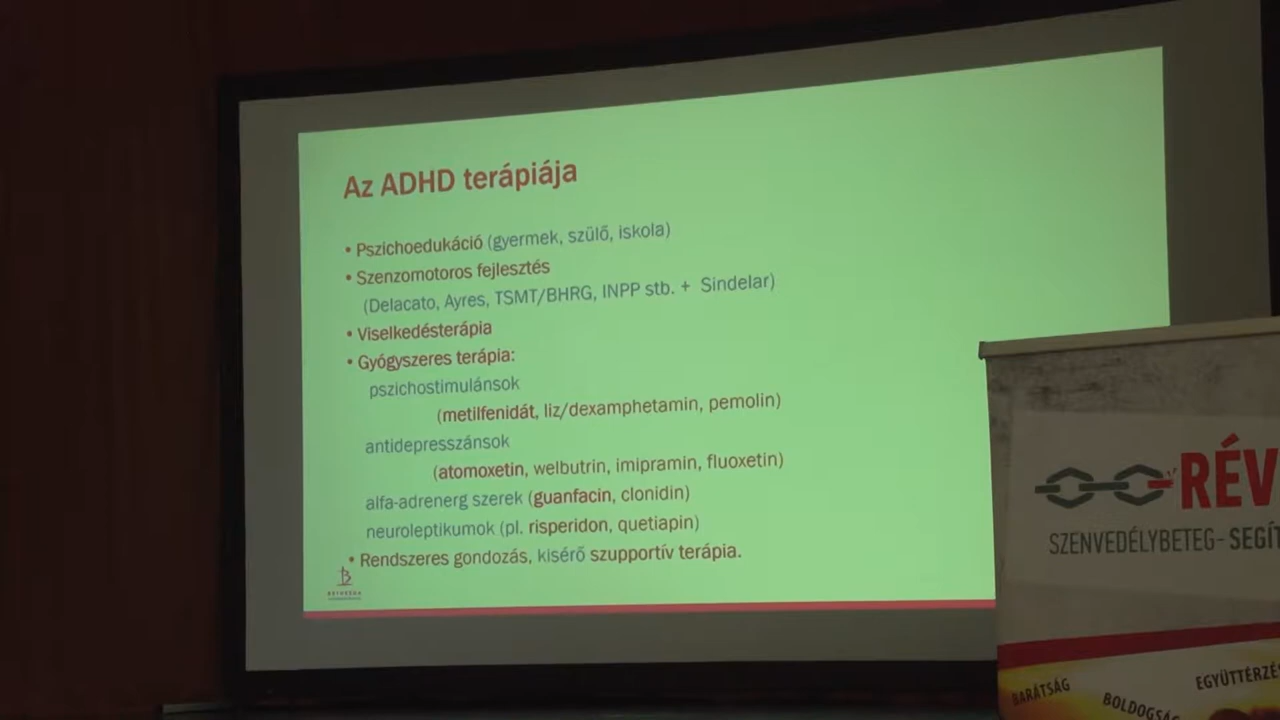 Az ADHD terápiája
• Pszichoedukáció (gyermek, szülő, iskola)
• Szenzomotoros fejlesztés
(Delacato, Ayres, TSMT/BHRG, INPP stb. + Sindelar)
• Viselkedésterápia
• Gyógyszeres terápia:
pszichostimulánsok
(metilfenidát, liz/dexamphetamin, pemolin)
antidepresszánsok
(atomoxetin, welbutrin, imipramin, fluoxetin)
alfa-adrenerg szerek (guanfacin, clonidin)
neuroleptikumok (pl. risperidon, quetiapin)
• Rendszeres gondozás, kisérő szupportív terápia.
BETHESDA
RÉV
SZENVEDÉLYBETEG-SEGÍT
BARÁTSÁG
BOLDOGSÁG
EGYÜTTÉRZÉ